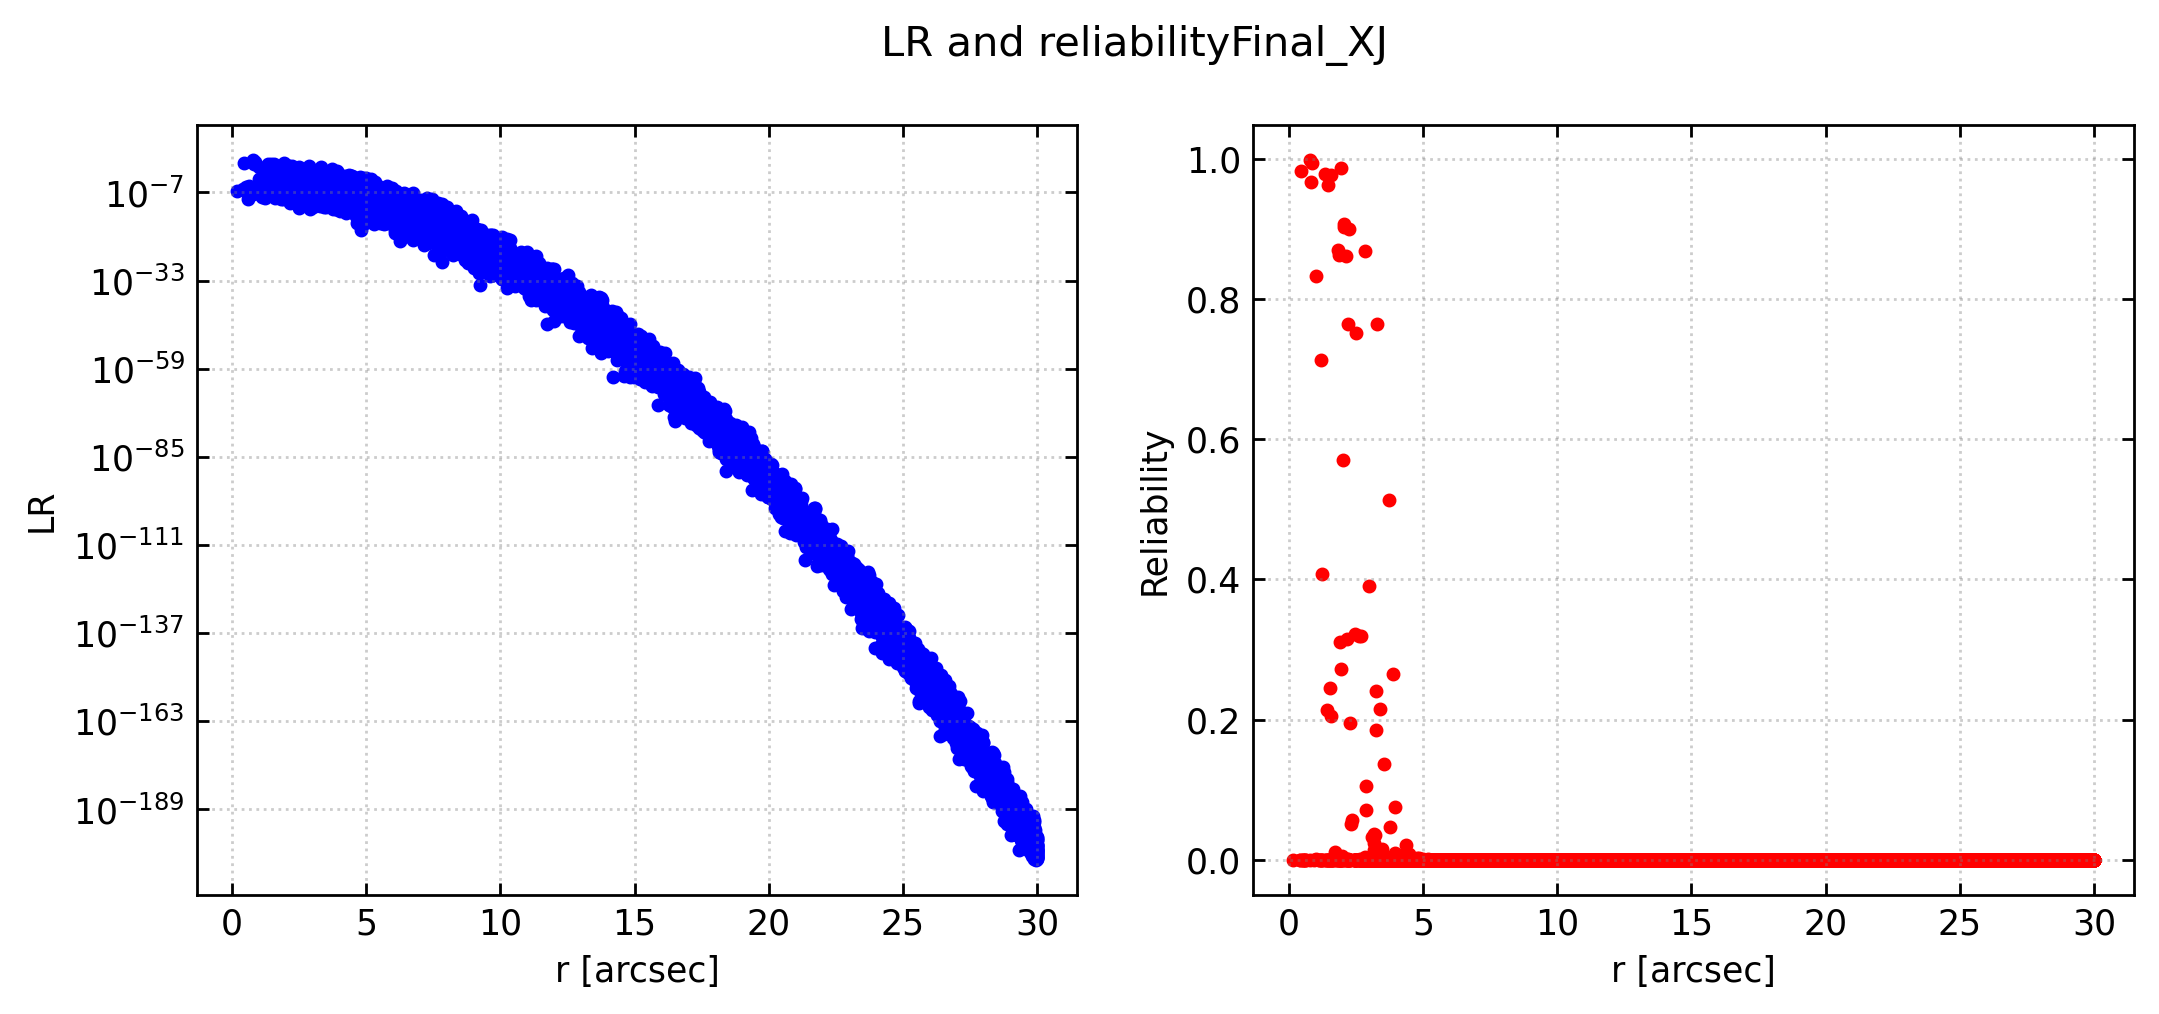 LR and reliabilityFinal_XJ
LR
10⁻⁷
10⁻³³
10⁻⁵⁹
10⁻⁸⁵
10⁻¹¹¹
10⁻¹³⁷
10⁻¹⁶³
10⁻¹⁸⁹
0 5 10 15 20 25 30
r [arcsec]
Reliability
1.0
0.8
0.6
0.4
0.2
0.0
0 5 10 15 20 25 30
r [arcsec]